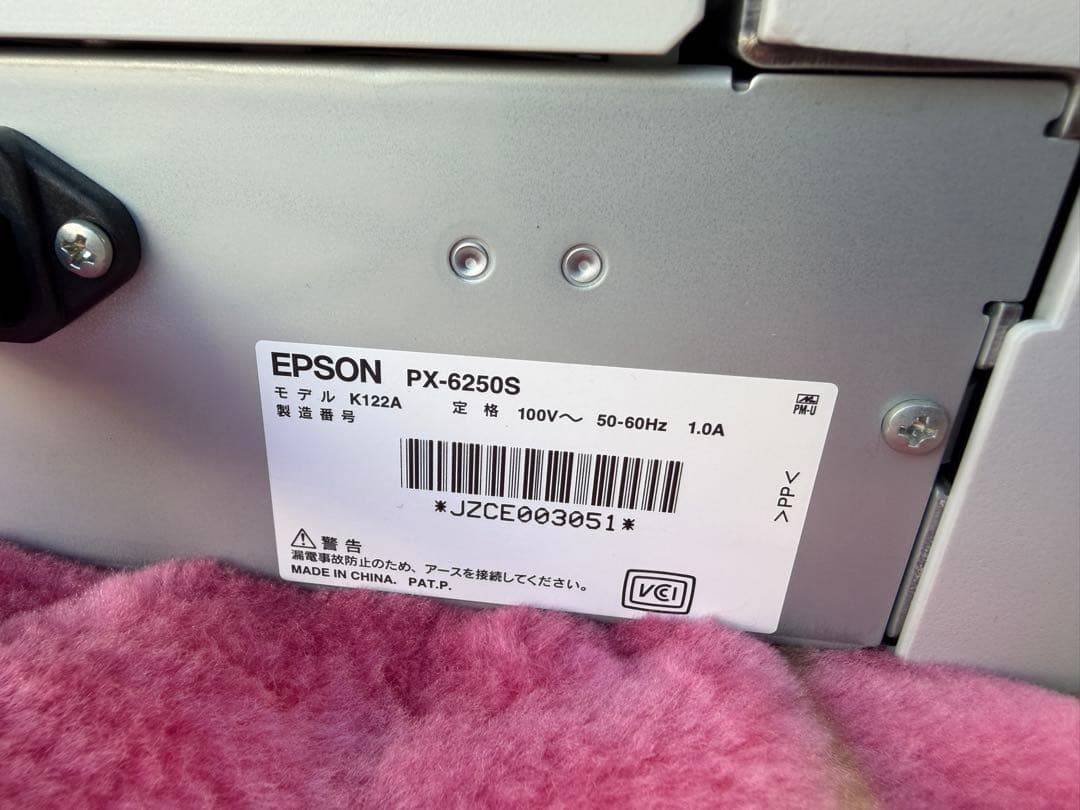 EPSON PX-6250S
モデル K122A 定格 100V～ 50-60Hz 1.0A
製造番号
*JZCE003051*
PM-U
>PP<
警告
漏電事故防止のため、アースを接続してください。
MADE IN CHINA. PAT.P.
VCI